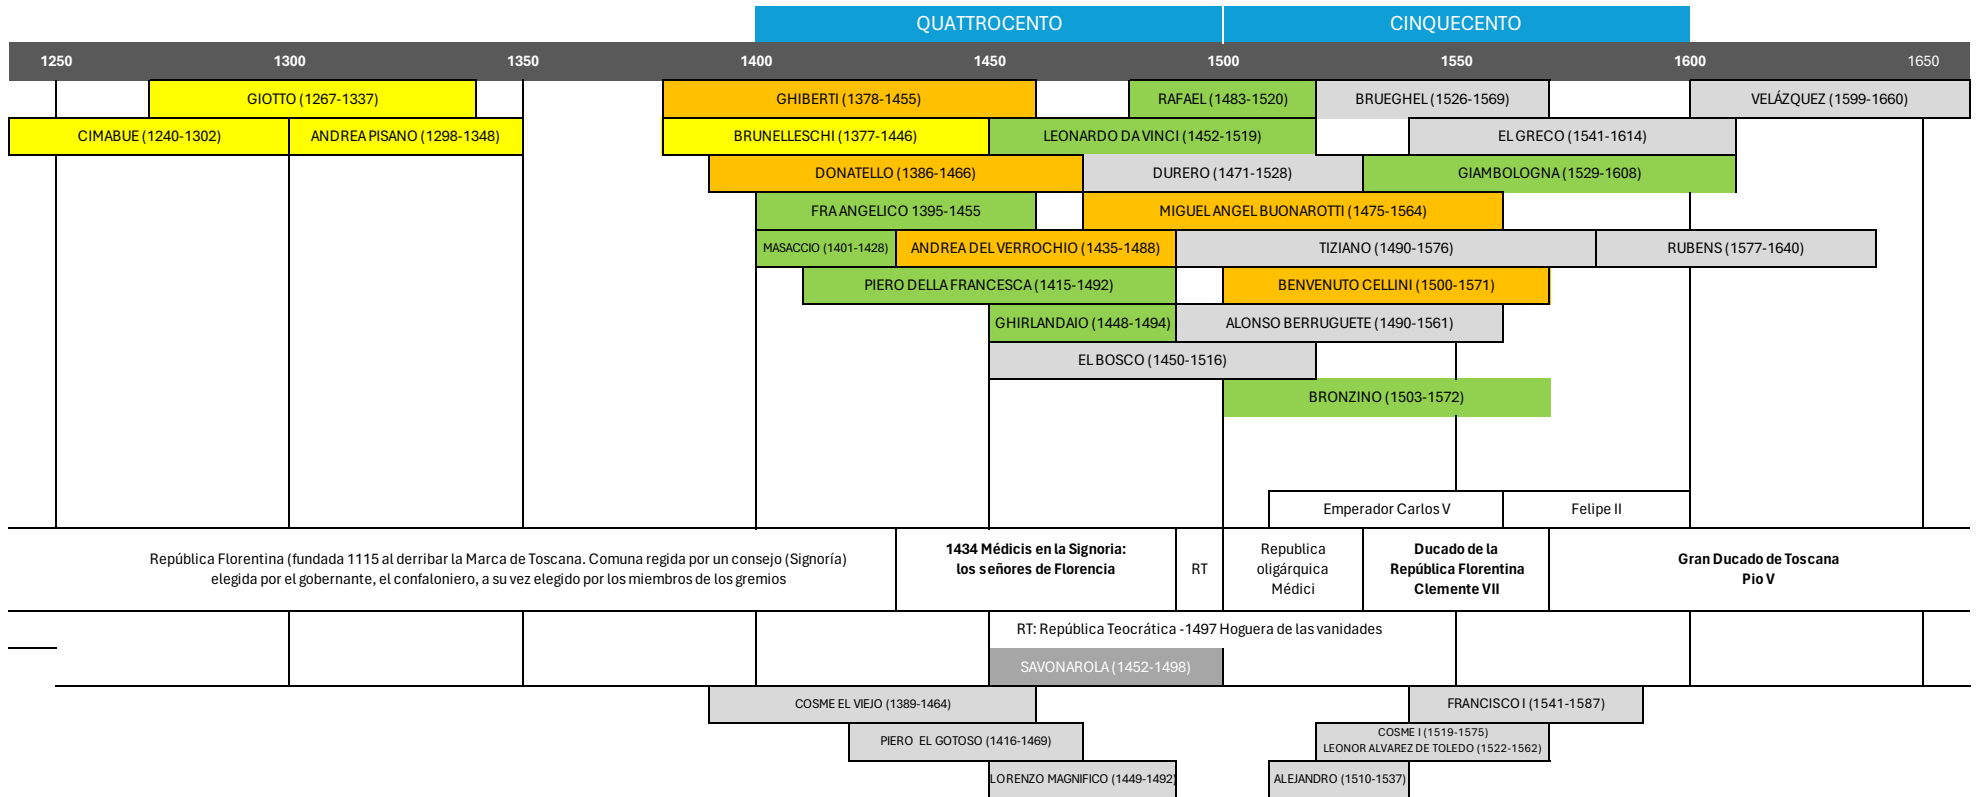 QUATTROCENTO
CINQUECENTO
1250
1300
1350
1400
1450
1500
1550
1600
1650
GIOTTO (1267-1337)
GHIBERTI (1378-1455)
RAFAEL (1483-1520)
BRUEGHEL (1526-1569)
VELÁZQUEZ (1599-1660)
CIMABUE (1240-1302)
ANDREA PISANO (1298-1348)
BRUNELLESCHI (1377-1446)
LEONARDO DA VINCI (1452-1519)
EL GRECO (1541-1614)
DONATELLO (1386-1466)
DURERO (1471-1528)
GIAMBOLOGNA (1529-1608)
FRA ANGELICO 1395-1455
MIGUEL ANGEL BUONAROTTI (1475-1564)
MASACCIO (1401-1428)
ANDREA DEL VERROCHIO (1435-1488)
TIZIANO (1490-1576)
RUBENS (1577-1640)
PIERO DELLA FRANCESCA (1415-1492)
BENVENUTO CELLINI (1500-1571)
GHIRLANDAIO (1448-1494)
ALONSO BERRUGUETE (1490-1561)
EL BOSCO (1450-1516)
BRONZINO (1503-1572)
Emperador Carlos V
Felipe II
República Florentina (fundada 1115 al derribar la Marca de Toscana. Comuna regida por un consejo (Signoría)
elegida por el gobernante, el confaloniero, a su vez elegido por los miembros de los gremios
1434 Médicis en la Signoria:
los señores de Florencia
RT
Republica
oligárquica
Médici
Ducado de la
República Florentina
Clemente VII
Gran Ducado de Toscana
Pio V
RT: República Teocrática -1497 Hoguera de las vanidades
SAVONAROLA (1452-1498)
COSME EL VIEJO (1389-1464)
FRANCISCO I (1541-1587)
PIERO EL GOTOSO (1416-1469)
COSME I (1519-1575)
LEONOR ALVAREZ DE TOLEDO (1522-1562)
LORENZO MAGNIFICO (1449-1492)
ALEJANDRO (1510-1537)